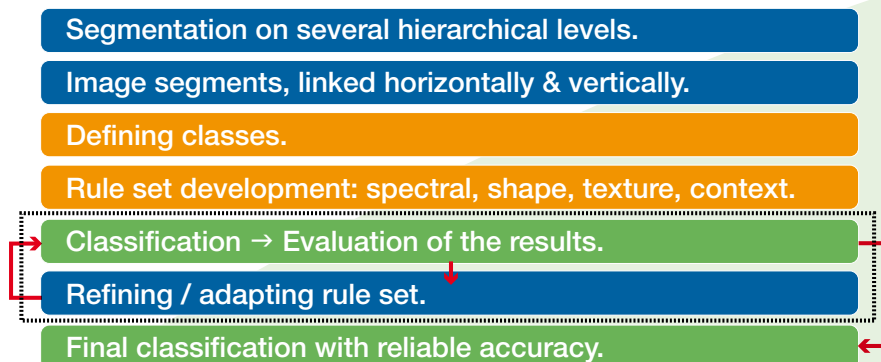 Segmentation on several hierarchical levels.
Image segments, linked horizontally & vertically.
Defining classes.
Rule set development: spectral, shape, texture, context.
Classification → Evaluation of the results.
Refining / adapting rule set.
Final classification with reliable accuracy.